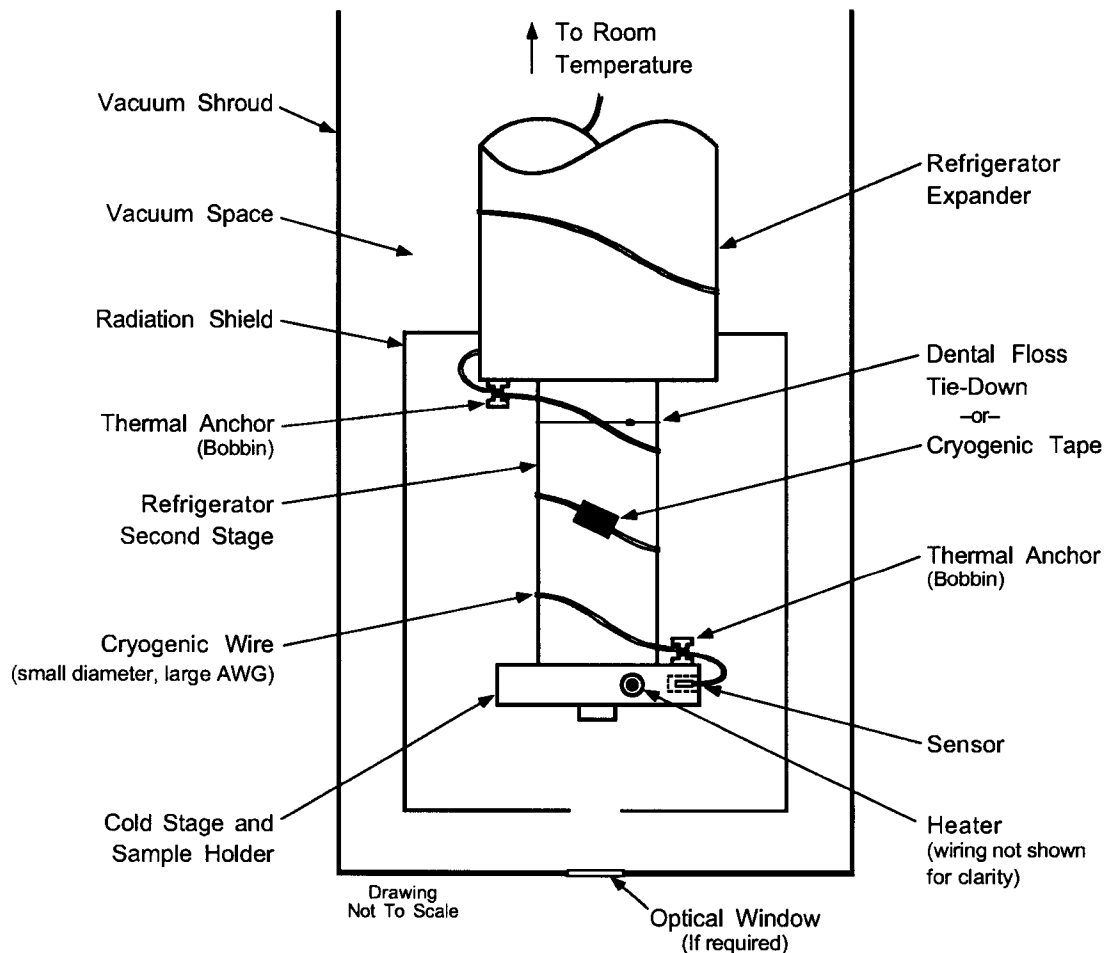 To Room
Temperature
Vacuum Shroud
Vacuum Space
Radiation Shield
Thermal Anchor
(Bobbin)
Refrigerator
Second Stage
Cryogenic Wire
(small diameter, large AWG)
Cold Stage and
Sample Holder
Drawing
Not To Scale
Refrigerator
Expander
Dental Floss
Tie-Down
–or–
Cryogenic Tape
Thermal Anchor
(Bobbin)
Sensor
Heater
(wiring not shown
for clarity)
Optical Window
(If required)